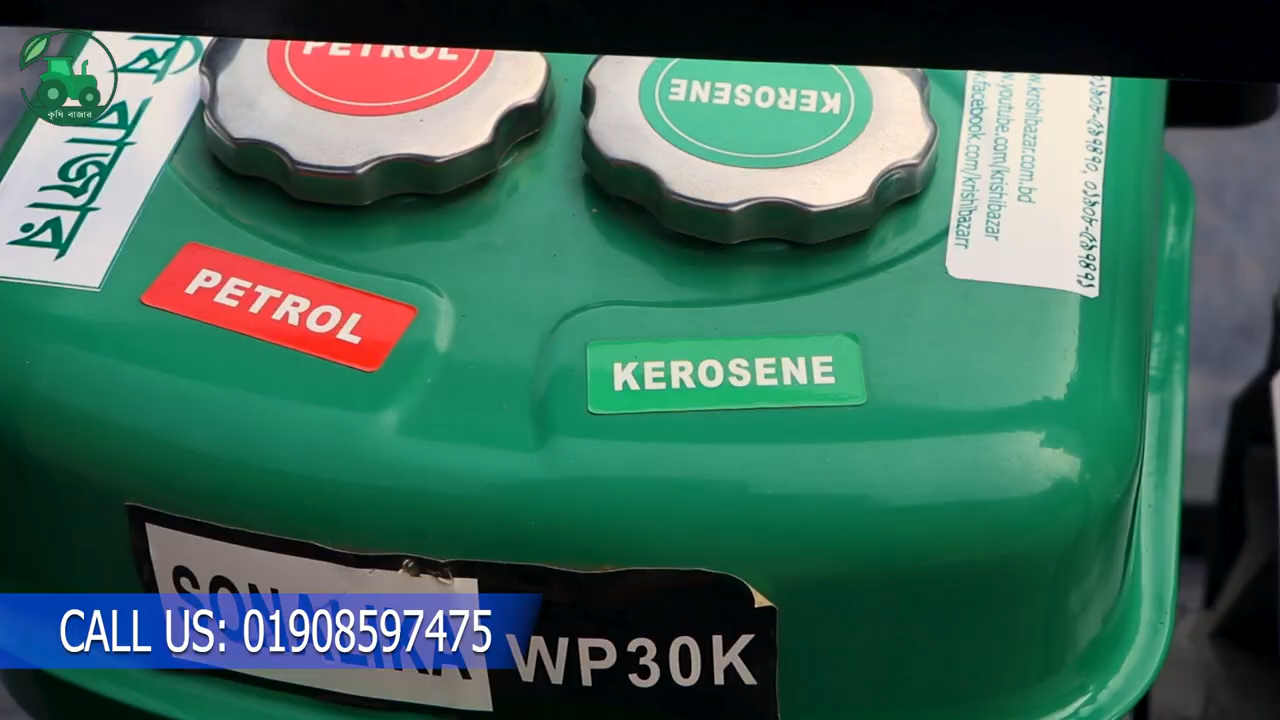 কৃষি বাজার
কৃষি বাজার
PETROL
KEROSENE
PETROL
KEROSENE
www.krishibazar.com.bd
www.youtube.com/krishibazar
facebook.com/krishibazarr
SONALIKA
WP30K
CALL US: 01908597475